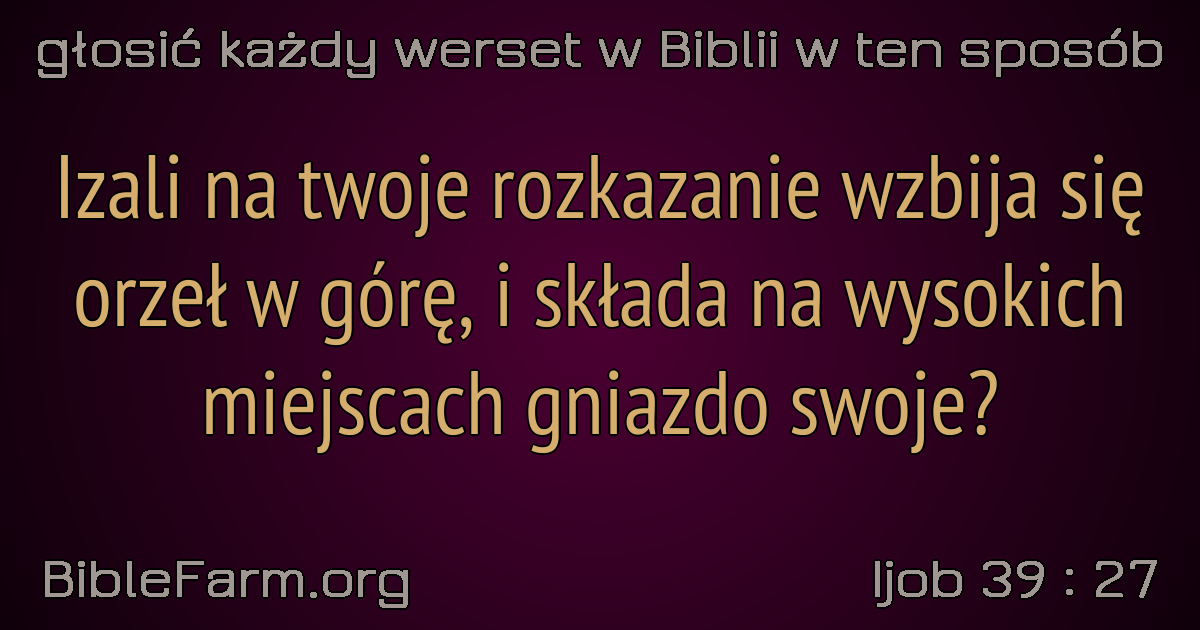 głosić każdy werset w Biblii w ten sposób
Izali na twoje rozkazanie wzbija się
orzeł w górę, i składa na wysokich
miejscach gniazdo swoje?
BibleFarm.org
Ijob 39 : 27